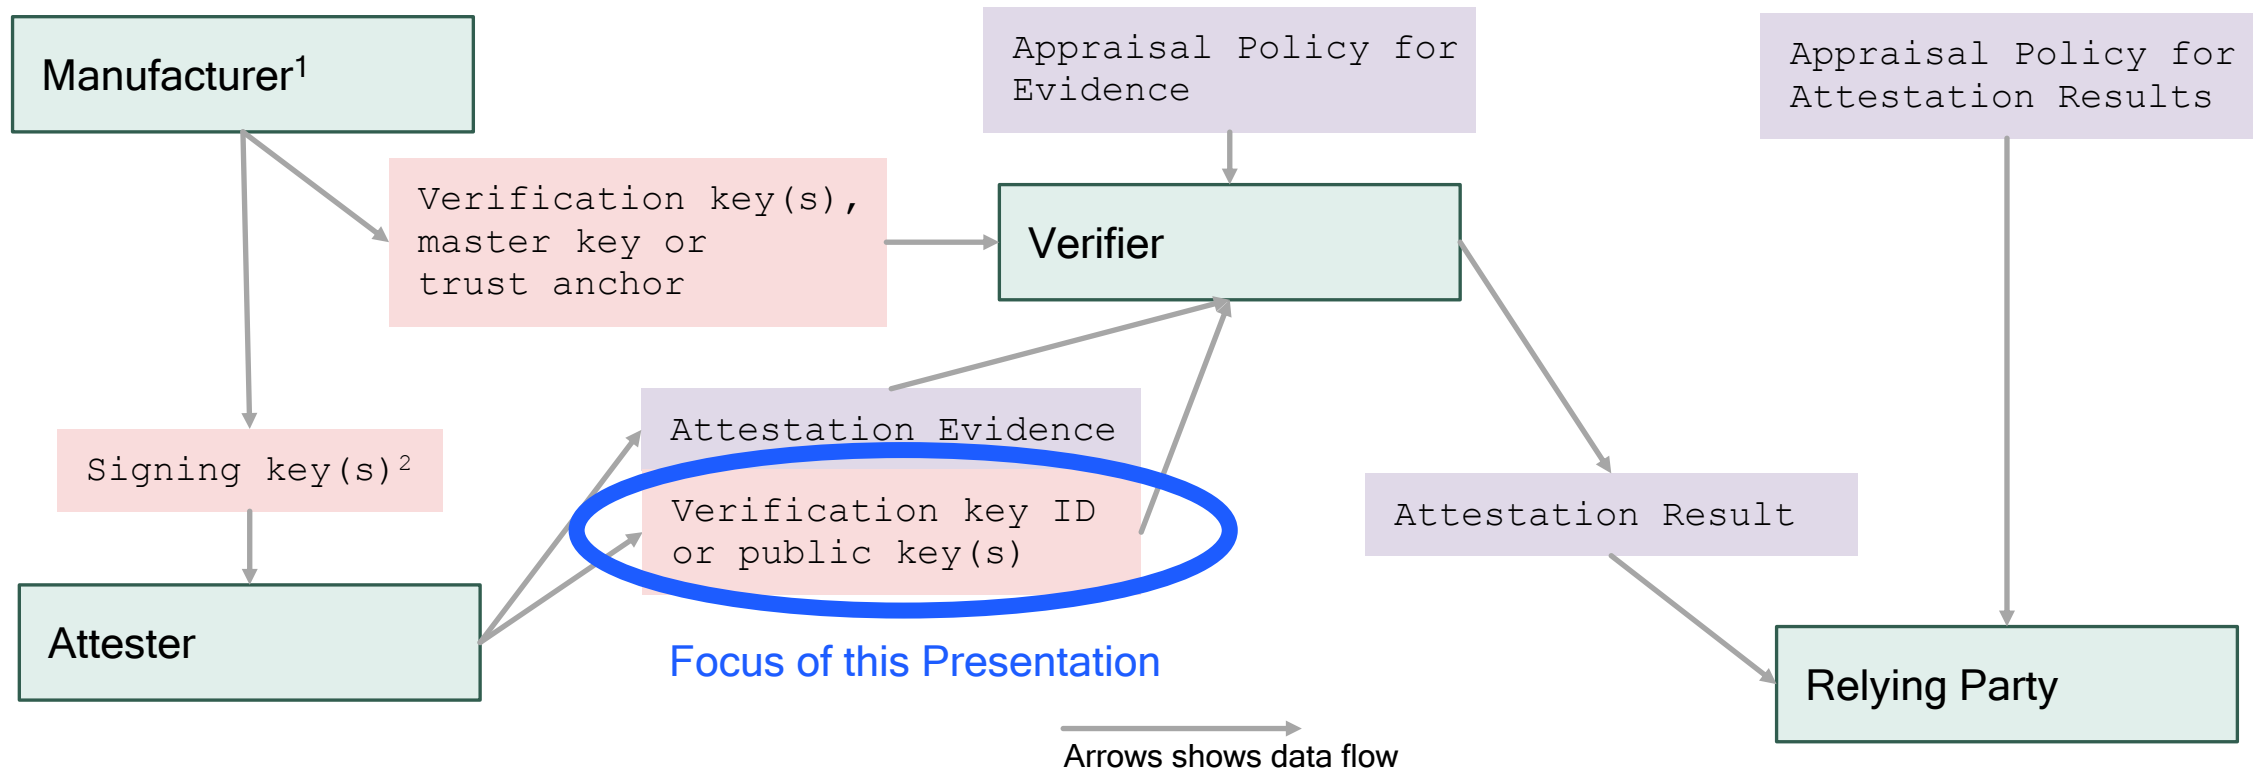 Manufacturer¹
Appraisal Policy for
Evidence
Appraisal Policy for
Attestation Results
Verification key(s),
master key or
trust anchor
Verifier
Attestation Evidence
Signing key(s)²
Verification key ID
or public key(s)
Attestation Result
Attester
Focus of this Presentation
Relying Party
Arrows shows data flow